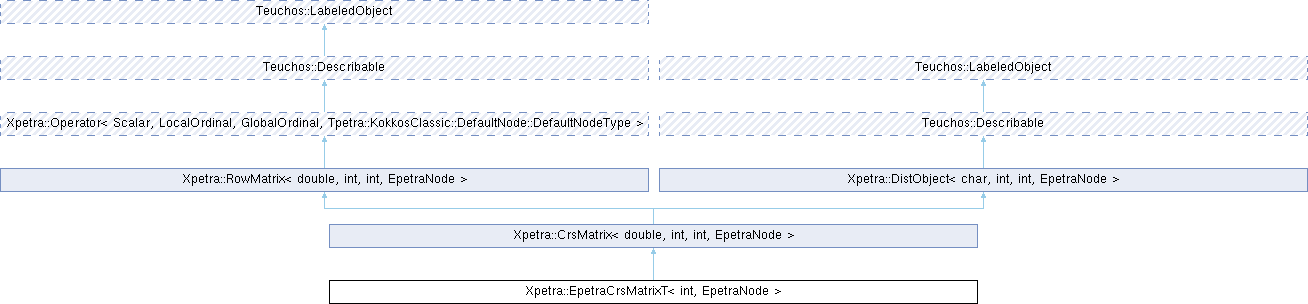 Teuchos::LabeledObject
Teuchos::Describable
Teuchos::LabeledObject
Xpetra::Operator< Scalar, LocalOrdinal, GlobalOrdinal, Tpetra::KokkosClassic::DefaultNode::DefaultNodeType >
Teuchos::Describable
Xpetra::RowMatrix< double, int, int, EpetraNode >
Xpetra::DistObject< char, int, int, EpetraNode >
Xpetra::CrsMatrix< double, int, int, EpetraNode >
Xpetra::EpetraCrsMatrixT< int, EpetraNode >